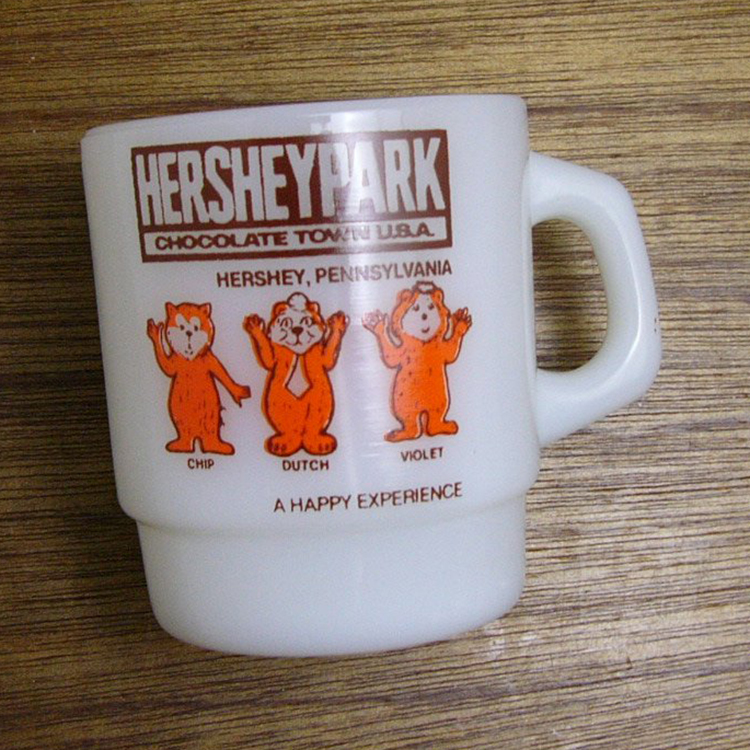 HERSHEYPARK
CHOCOLATE TOWN U.S.A.
HERSHEY, PENNSYLVANIA
CHIP DUTCH VIOLET
A HAPPY EXPERIENCE